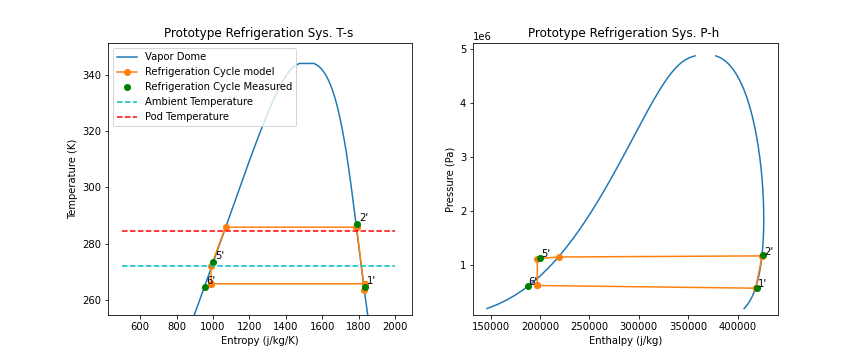 Prototype Refrigeration Sys. T-s
Temperature (K)
340
320
300
280
260
Vapor Dome
Refrigeration Cycle model
Refrigeration Cycle Measured
Ambient Temperature
Pod Temperature
2'
5'
6'
1'
600
800
1000
1200
1400
1600
1800
2000
Entropy (j/kg/K)
Prototype Refrigeration Sys. P-h
1e6
Pressure (Pa)
5
4
3
2
1
5'
2'
6'
1'
150000
200000
250000
300000
350000
400000
Enthalpy (j/kg)